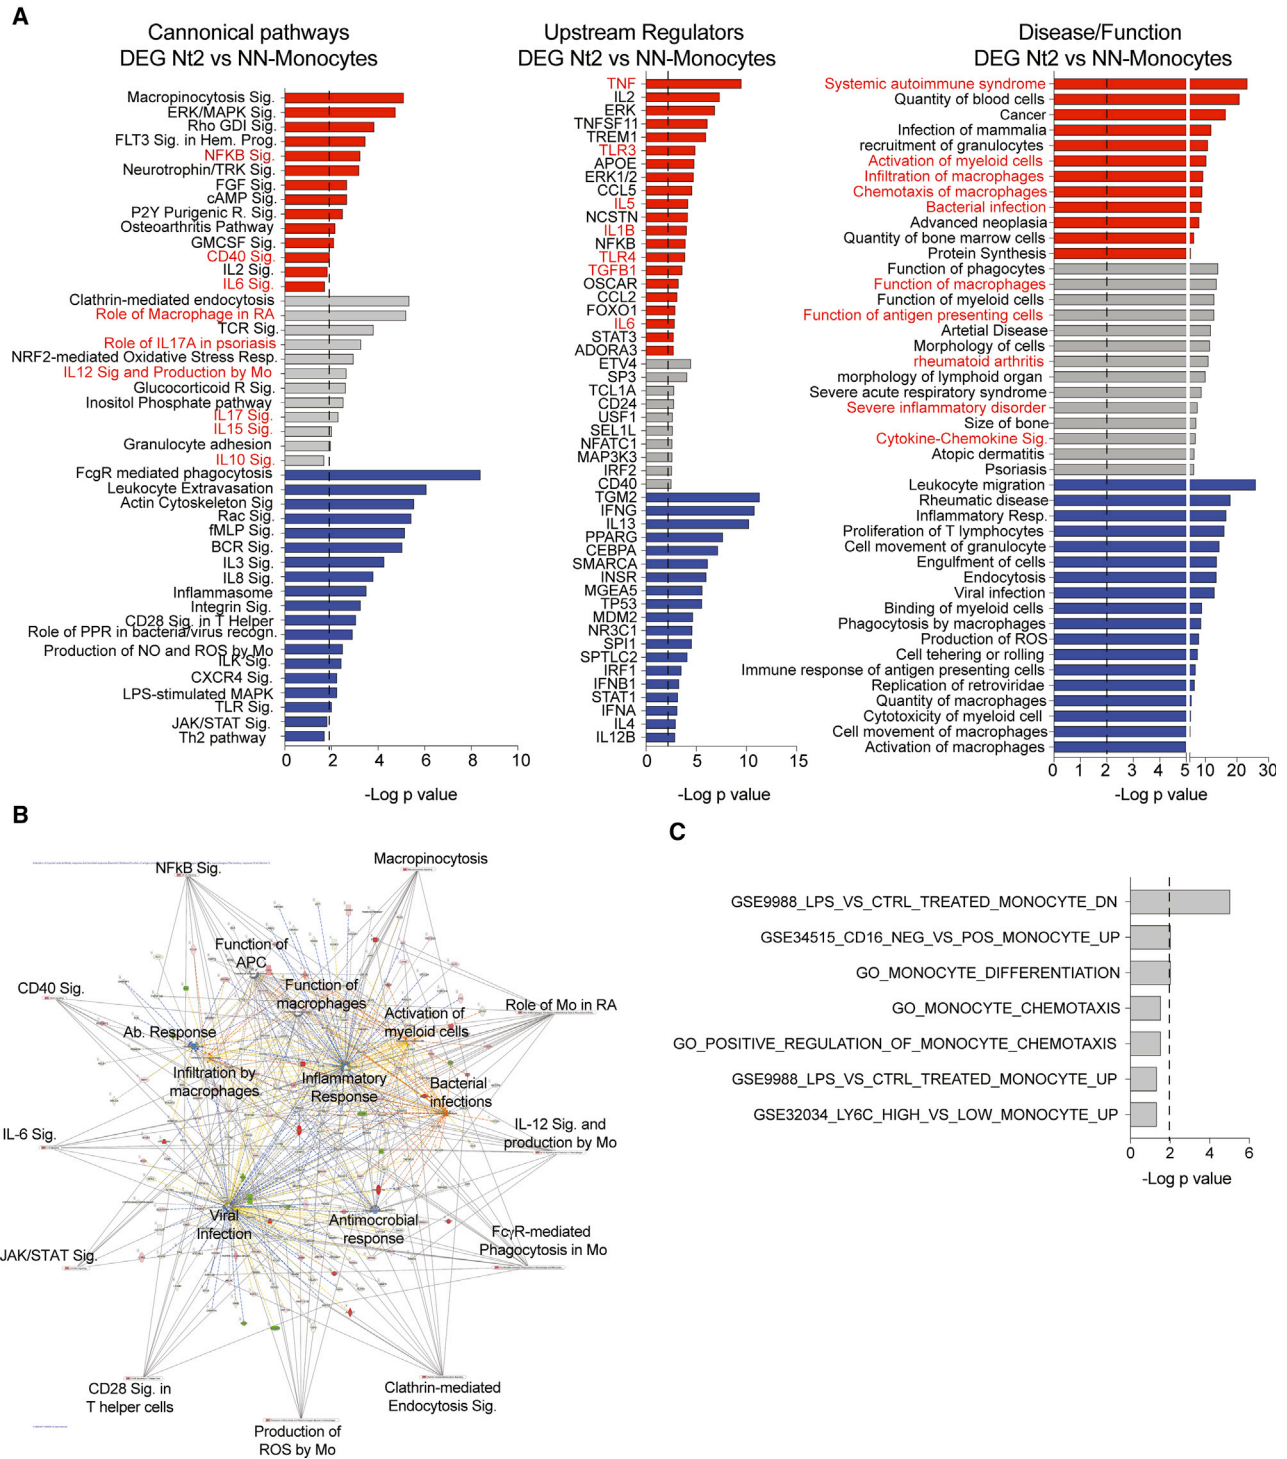 A
Cannonical pathways
DEG Nt2 vs NN-Monocytes
Macropinocytosis Sig.
ERK/MAPK Sig.
Rho GDI Sig.
FLT3 Sig. in Hem. Prog.
NFKB Sig.
Neurotrophin/TRK Sig.
FGF Sig.
cAMP Sig.
P2Y Purigenic R. Sig.
Osteoarthritis Pathway
GMCSF Sig.
CD40 Sig.
IL2 Sig.
IL6 Sig.
Clathrin-mediated endocytosis
Role of Macrophage in RA
TCR Sig.
Role of IL17A in psoriasis
NRF2-mediated Oxidative Stress Resp.
IL12 Sig and Production by Mo
Glucocorticoid R Sig.
Inositol Phosphate pathway
IL17 Sig.
IL15 Sig.
Granulocyte adhesion
IL10 Sig.
FcgR mediated phagocytosis
Leukocyte Extravasation
Actin Cytoskeleton Sig
Rac Sig.
fMLP Sig.
BCR Sig.
IL3 Sig.
IL8 Sig.
Inflammasome
Integrin Sig.
CD28 Sig. in T Helper
Role of PPR in bacteria/virus recogn.
Production of NO and ROS by Mo
ILK Sig.
CXCR4 Sig.
LPS-stimulated MAPK
TLR Sig.
JAK/STAT Sig.
Th2 pathway
0 2 4 6 8 10
-Log p value
Upstream Regulators
DEG Nt2 vs NN-Monocytes
TNF
IL2
ERK
TNFSF11
TREM1
TLR3
APOE
ERK1/2
CCL5
IL5
NCSTN
IL1B
NFKB
TLR4
TGFB1
OSCAR
CCL2
FOXO1
IL6
STAT3
ADORA3
ETV4
SP3
TCL1A
CD24
USF1
SEL1L
NFATC1
MAP3K3
IRF2
CD40
TGM2
IFNG
IL13
PPARG
CEBPA
SMARCA
INSR
MGEA5
TP53
MDM2
NR3C1
SPI1
SPTLC2
IRF1
IFNB1
STAT1
IFNA
IL4
IL12B
0 5 10 15
-Log p value
Disease/Function
DEG Nt2 vs NN-Monocytes
Systemic autoimmune syndrome
Quantity of blood cells
Cancer
Infection of mammalia
recruitment of granulocytes
Activation of myeloid cells
Infiltration of macrophages
Chemotaxis of macrophages
Bacterial infection
Advanced neoplasia
Quantity of bone marrow cells
Protein Synthesis
Function of phagocytes
Function of macrophages
Function of myeloid cells
Function of antigen presenting cells
Artetial Disease
Morphology of cells
rheumatoid arthritis
morphology of lymphoid organ
Severe acute respiratory syndrome
Severe inflammatory disorder
Size of bone
Cytokine-Chemokine Sig.
Atopic dermatitis
Psoriasis
Leukocyte migration
Rheumatic disease
Inflammatory Resp.
Proliferation of T lymphocytes
Cell movement of granulocyte
Engulfment of cells
Endocytosis
Viral infection
Binding of myeloid cells
Phagocytosis by macrophages
Production of ROS
Cell tehering or rolling
Immune response of antigen presenting cells
Replication of retroviridae
Quantity of macrophages
Cytotoxicity of myeloid cell
Cell movement of macrophages
Activation of macrophages
0 1 2 3 4 5 10 20 30
-Log p value
B
NFkB Sig.
Macropinocytosis
Function of
APC
Function of
macrophages
CD40 Sig.
Role of Mo in RA
Activation of
myeloid cells
Ab. Response
Infiltration by
macrophages
Inflammatory
Response
Bacterial
infections
IL-12 Sig. and
production by Mo
IL-6 Sig.
Viral
Infection
Antimocrobial
response
FcγR-mediated
Phagocytosis in Mo
JAK/STAT Sig.
CD28 Sig. in
T helper cells
Clathrin-mediated
Endocytosis Sig.
Production of
ROS by Mo
C
GSE9988_LPS_VS_CTRL_TREATED_MONOCYTE_DN
GSE34515_CD16_NEG_VS_POS_MONOCYTE_UP
GO_MONOCYTE_DIFFERENTIATION
GO_MONOCYTE_CHEMOTAXIS
GO_POSITIVE_REGULATION_OF_MONOCYTE_CHEMOTAXIS
GSE9988_LPS_VS_CTRL_TREATED_MONOCYTE_UP
GSE32034_LY6C_HIGH_VS_LOW_MONOCYTE_UP
0 2 4 6
-Log p value